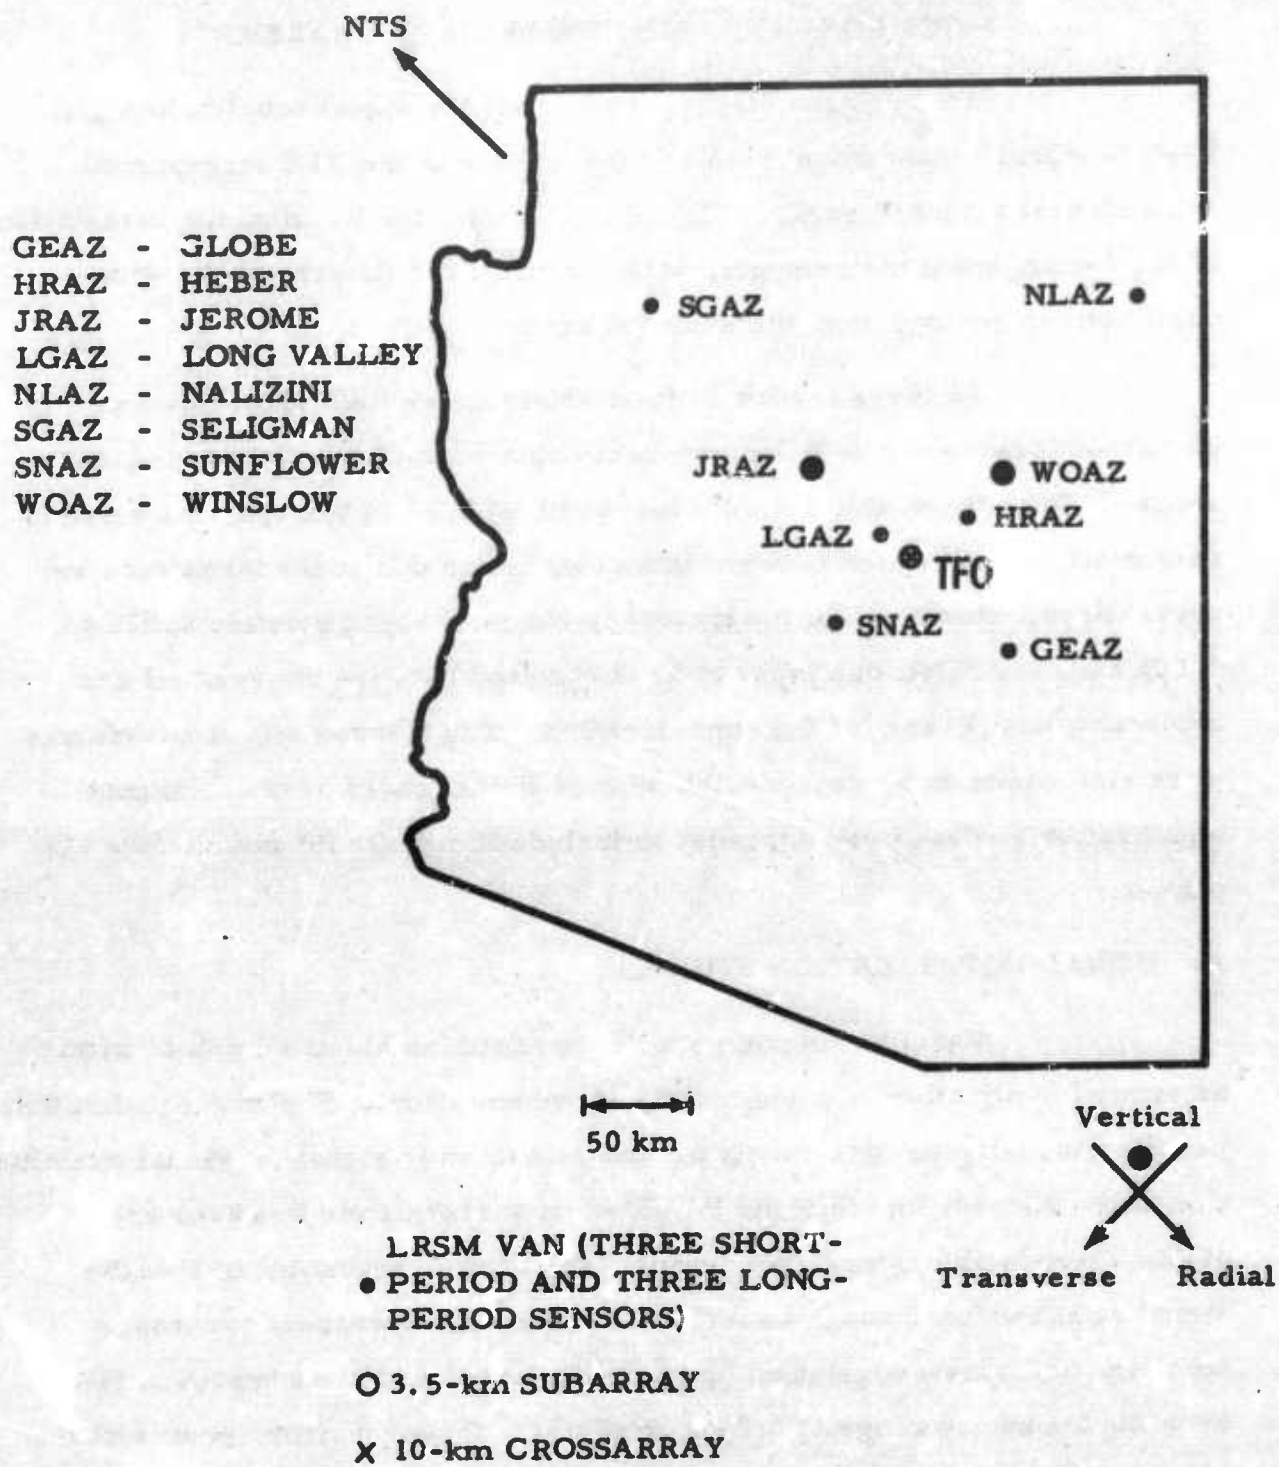 NTS
GEAZ - GLOBE
HRAZ - HEBER
JRAZ - JEROME
LGAZ - LONG VALLEY
NLAZ - NALIZINI
SGAZ - SELIGMAN
SNAZ - SUNFLOWER
WOAZ - WINSLOW
SGAZ
NLAZ
JRAZ
WOAZ
HRAZ
LGAZ
TFO
SNAZ
GEAZ
50 km
Vertical
Transverse Radial
LRSM VAN (THREE SHORT-
PERIOD AND THREE LONG-
PERIOD SENSORS)
O 3.5-km SUBARRAY
X 10-km CROSSARRAY